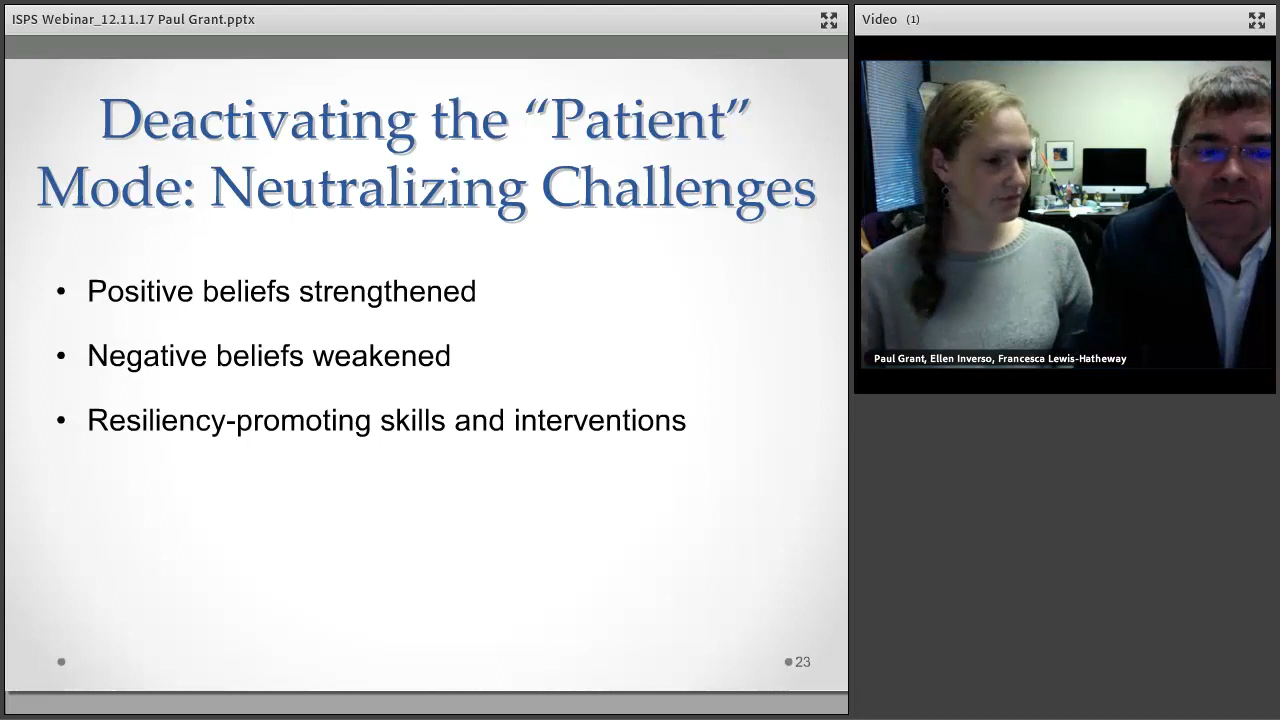 ISPS Webinar_12.11.17 Paul Grant.pptx
Video (1)
Deactivating the “Patient”
Mode: Neutralizing Challenges
• Positive beliefs strengthened
• Negative beliefs weakened
• Resiliency-promoting skills and interventions
23
Paul Grant, Ellen Inverso, Francesca Lewis-Hatheway